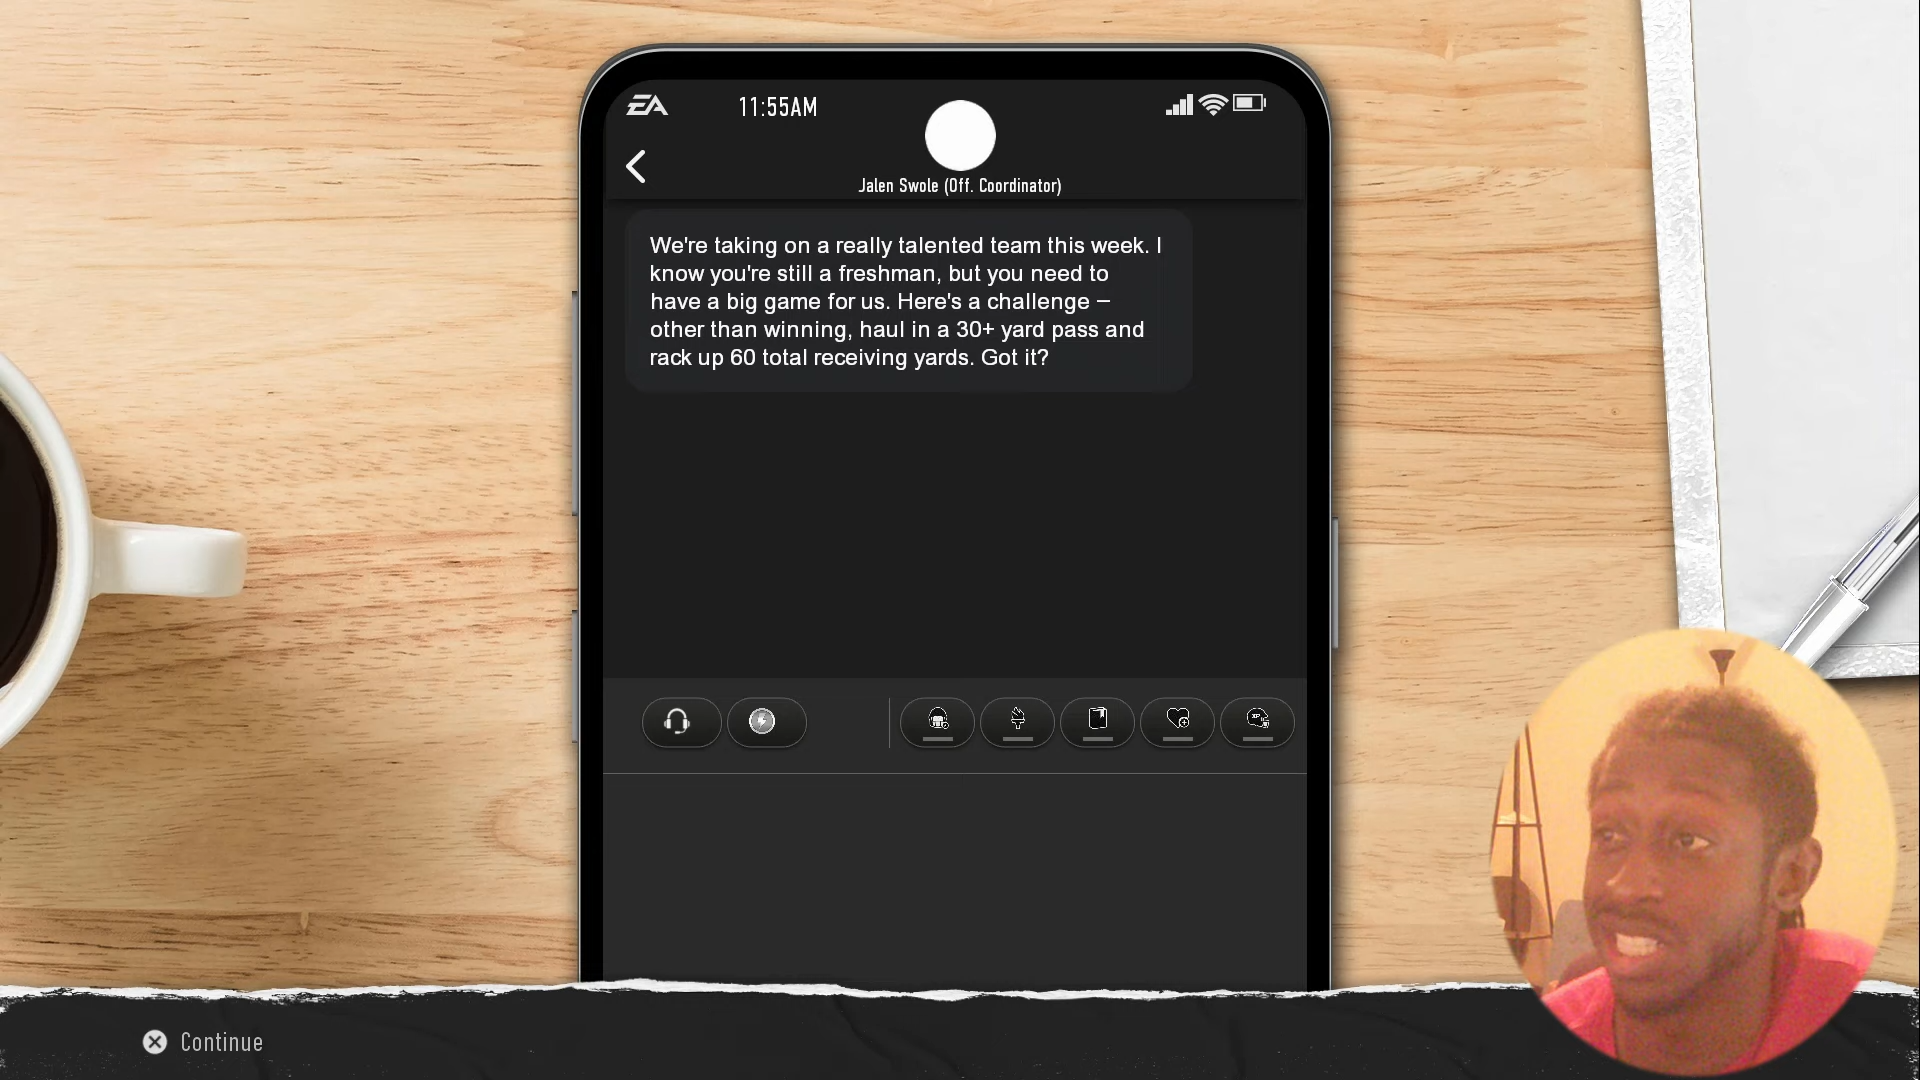 EA
11:55AM
Jalen Swole (Off. Coordinator)
We're taking on a really talented team this week. I
know you're still a freshman, but you need to
have a big game for us. Here's a challenge –
other than winning, haul in a 30+ yard pass and
rack up 60 total receiving yards. Got it?
XP
Continue